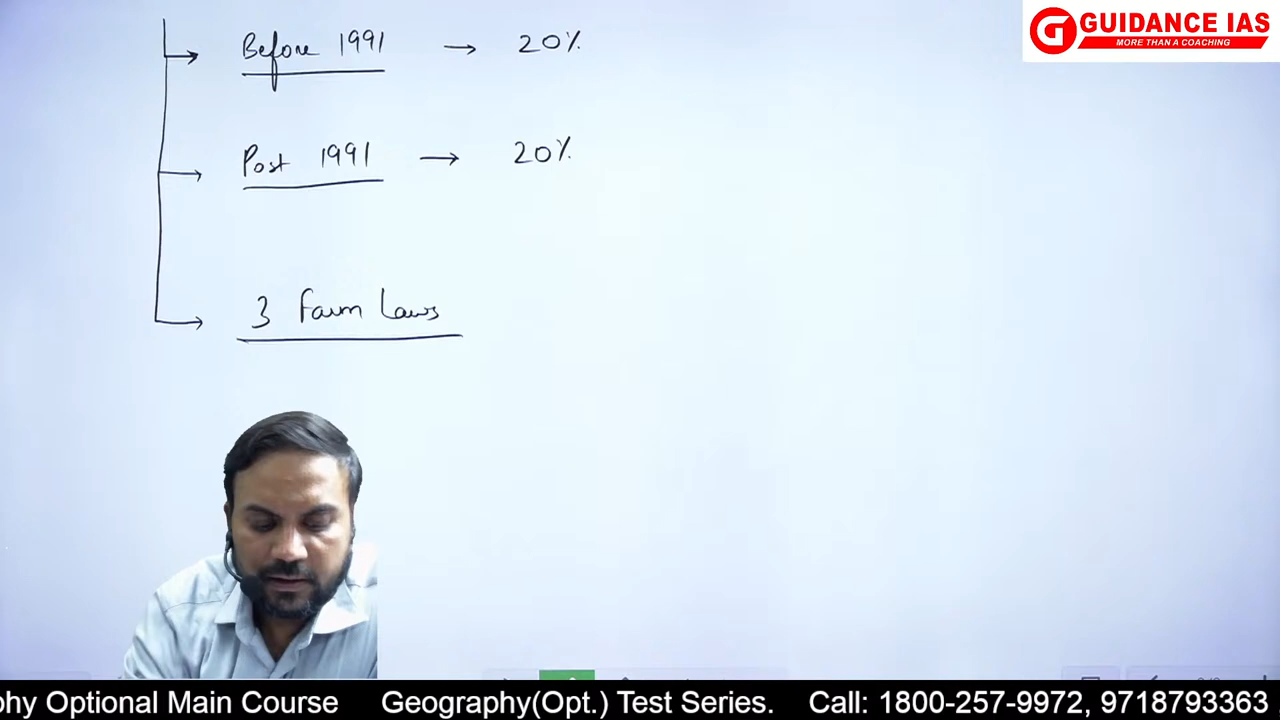 GUIDANCE IAS
MORE THAN A COACHING
Before 1991 → 20%
Post 1991 → 20%
3 Farm Laws
phy Optional Main Course Geography(Opt.) Test Series. Call: 1800-257-9972, 9718793363